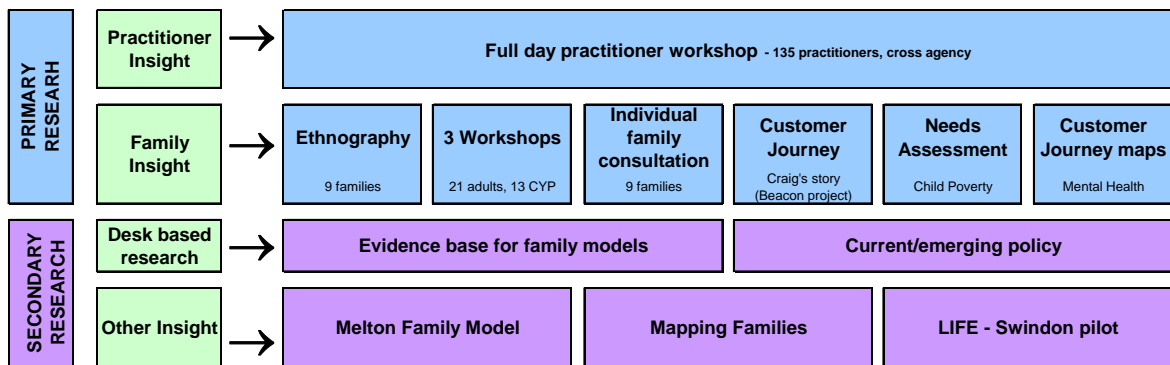 PRIMARY
RESEARH
Practitioner
Insight
Full day practitioner workshop - 135 practitioners, cross agency
Family
Insight
Ethnography
9 families
3 Workshops
21 adults, 13 CYP
Individual
family
consultation
9 families
Customer
Journey
Craig's story
(Beacon project)
Needs
Assessment
Child Poverty
Customer
Journey maps
Mental Health
SECONDARY
RESEARCH
Desk based
research
Evidence base for family models
Current/emerging policy
Other Insight
Melton Family Model
Mapping Families
LIFE - Swindon pilot